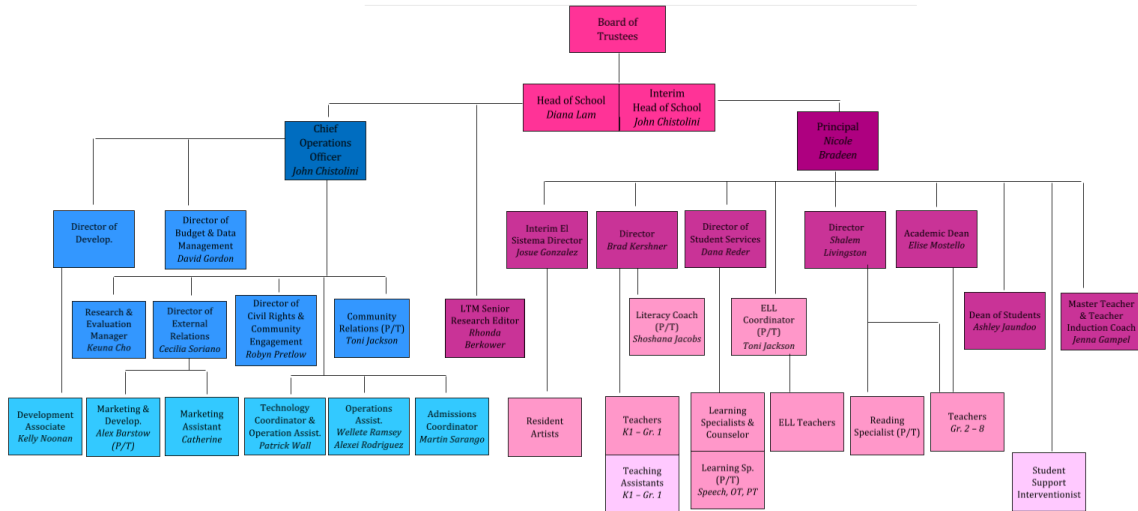 Board of
Trustees
Head of School
Diana Lam
Interim
Head of School
John Chistolini
Chief
Operations
Officer
John Chistolini
Principal
Nicole
Bradeen
Director of
Develop.
Director of
Budget & Data
Management
David Gordon
Interim El
Sistema Director
Josue Gonzalez
Director
Brad Kershner
Director of
Student Services
Dana Reder
Director
Shalem
Livingston
Academic Dean
Elise Mostello
Research &
Evaluation
Manager
Keuna Cho
Director of
External
Relations
Cecilia Soriano
Director of
Civil Rights &
Community
Engagement
Robyn Pretlow
Community
Relations (P/T)
Toni Jackson
LTM Senior
Research Editor
Rhonda
Berkower
Literacy Coach
(P/T)
Shoshana Jacobs
ELL
Coordinator
(P/T)
Toni Jackson
Dean of Students
Ashley Jaundoo
Master Teacher
& Teacher
Induction Coach
Jenna Gampel
Development
Associate
Kelly Noonan
Marketing &
Develop.
Alex Barstow
(P/T)
Marketing
Assistant
Catherine
Technology
Coordinator &
Operation Assist.
Patrick Wall
Operations
Assist.
Wellete Ramsey
Alexei Rodriguez
Admissions
Coordinator
Martin Sarango
Resident
Artists
Teachers
K1 – Gr. 1
Learning
Specialists &
Counselor
ELL Teachers
Reading
Specialist (P/T)
Teachers
Gr. 2 – 8
Teaching
Assistants
K1 – Gr. 1
Learning Sp.
(P/T)
Speech, OT, PT
Student
Support
Interventionist